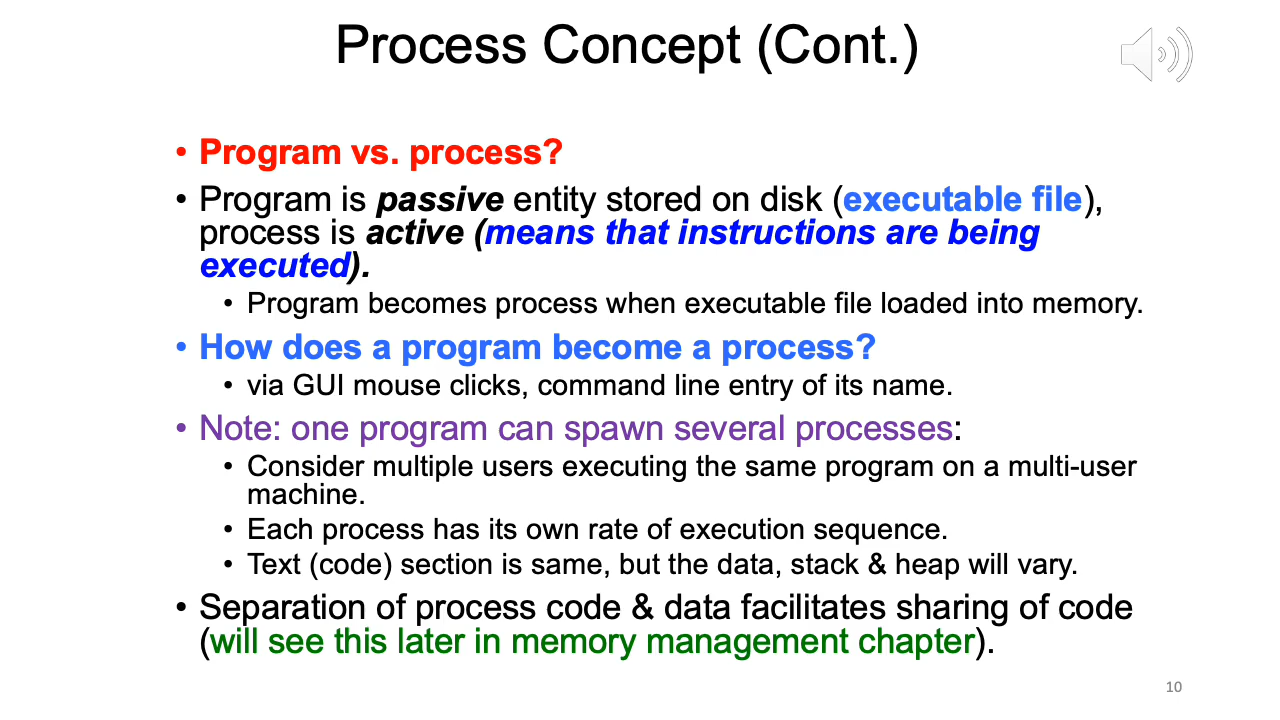 Process Concept (Cont.)
• Program vs. process?
• Program is passive entity stored on disk (executable file),
process is active (means that instructions are being
executed).
• Program becomes process when executable file loaded into memory.
• How does a program become a process?
• via GUI mouse clicks, command line entry of its name.
• Note: one program can spawn several processes:
• Consider multiple users executing the same program on a multi-user
machine.
• Each process has its own rate of execution sequence.
• Text (code) section is same, but the data, stack & heap will vary.
• Separation of process code & data facilitates sharing of code
(will see this later in memory management chapter).
10